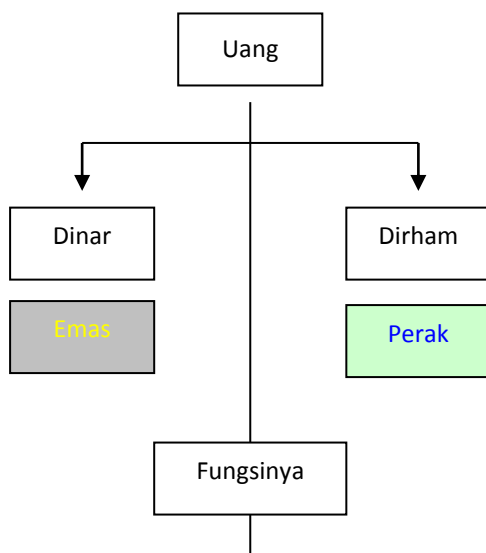 Uang
Dinar
Dirham
Emas
Perak
Fungsinya